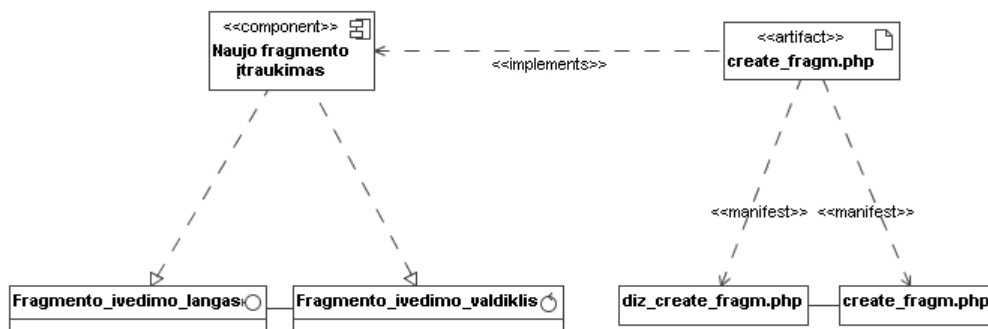 <<component>>
Naujo fragmento
įtraukimas
<<implements>>
<<artifact>>
create_fragm.php
<<manifest>> <<manifest>>
Fragmento_ivedimo_langas
Fragmento_ivedimo_valdiklis
diz_create_fragm.php
create_fragm.php